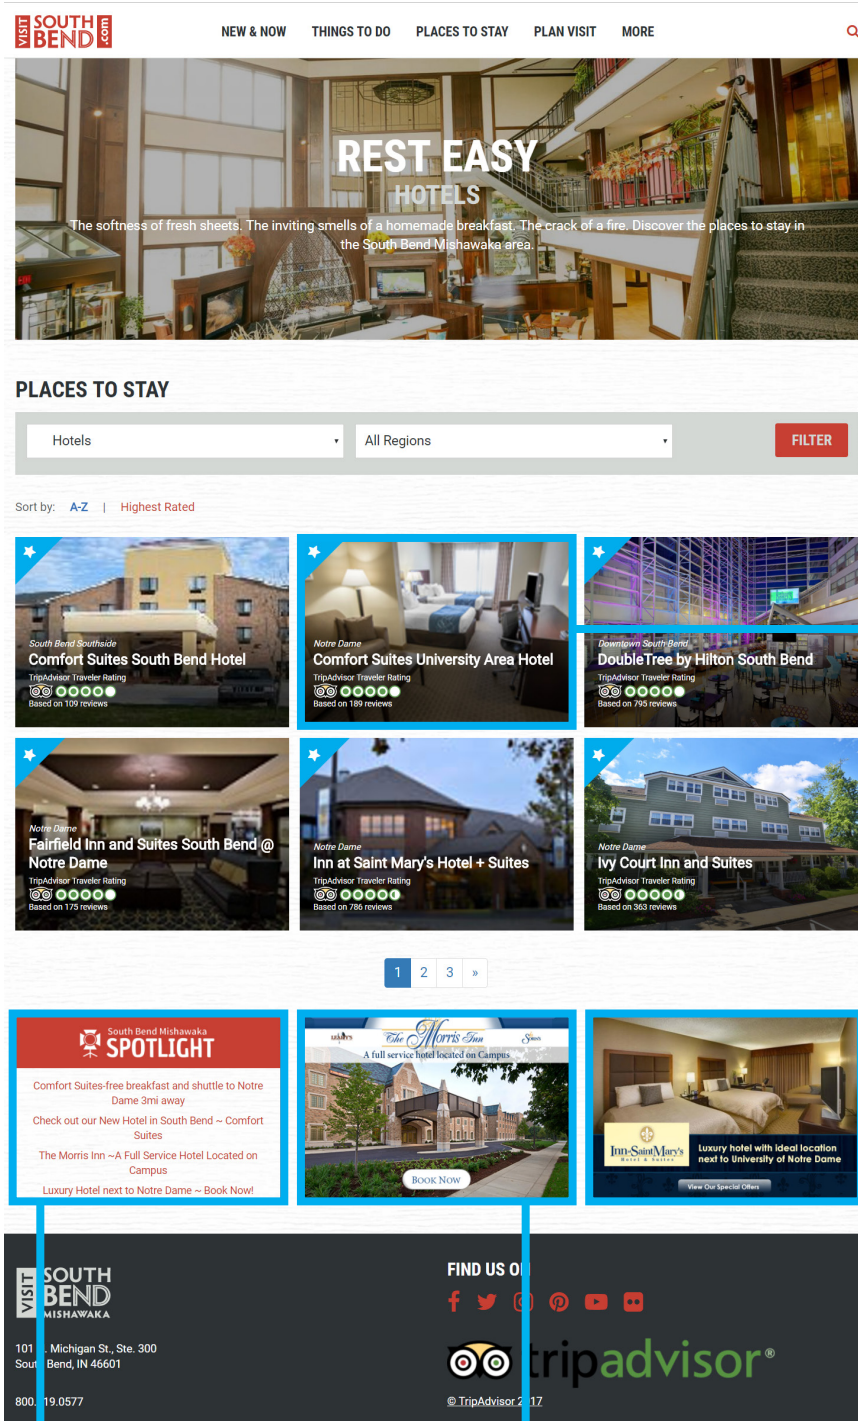 VISIT SOUTH BEND .com
NEW & NOW THINGS TO DO PLACES TO STAY PLAN VISIT MORE
REST EASY
HOTELS
The softness of fresh sheets. The inviting smells of a homemade breakfast. The crack of a fire. Discover the places to stay in
the South Bend Mishawaka area.
PLACES TO STAY
Hotels
All Regions
FILTER
Sort by: A-Z | Highest Rated
South Bend Southside
Comfort Suites South Bend Hotel
TripAdvisor Traveler Rating
Based on 109 reviews
Notre Dame
Comfort Suites University Area Hotel
TripAdvisor Traveler Rating
Based on 189 reviews
Downtown South Bend
DoubleTree by Hilton South Bend
TripAdvisor Traveler Rating
Based on 795 reviews
Notre Dame
Fairfield Inn and Suites South Bend @
Notre Dame
TripAdvisor Traveler Rating
Based on 175 reviews
Notre Dame
Inn at Saint Mary's Hotel + Suites
TripAdvisor Traveler Rating
Based on 786 reviews
Notre Dame
Ivy Court Inn and Suites
TripAdvisor Traveler Rating
Based on 363 reviews
1 2 3 »
South Bend Mishawaka
SPOTLIGHT
Comfort Suites-free breakfast and shuttle to Notre
Dame 3mi away
Check out our New Hotel in South Bend ~ Comfort
Suites
The Morris Inn ~A Full Service Hotel Located on
Campus
Luxury Hotel next to Notre Dame ~ Book Now!
The Morris Inn
A full service hotel located on Campus
BOOK NOW
Inn-SaintMary's
Hotel & Suites
Luxury hotel with ideal location
next to University of Notre Dame
View Our Special Offers
VISIT SOUTH
BEND
MISHAWAKA
101 . Michigan St., Ste. 300
Sou Bend, IN 46601
800. 19.0577
FIND US O
tripadvisor®
© TripAdvisor 2 17